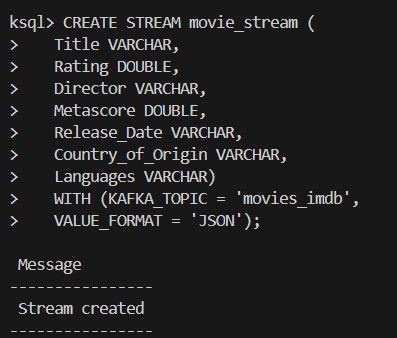 ksql> CREATE STREAM movie_stream (
>    Title VARCHAR,
>    Rating DOUBLE,
>    Director VARCHAR,
>    Metascore DOUBLE,
>    Release_Date VARCHAR,
>    Country_of_Origin VARCHAR,
>    Languages VARCHAR)
>    WITH (KAFKA_TOPIC = 'movies_imdb',
>    VALUE_FORMAT = 'JSON');

 Message
----------------
 Stream created
----------------